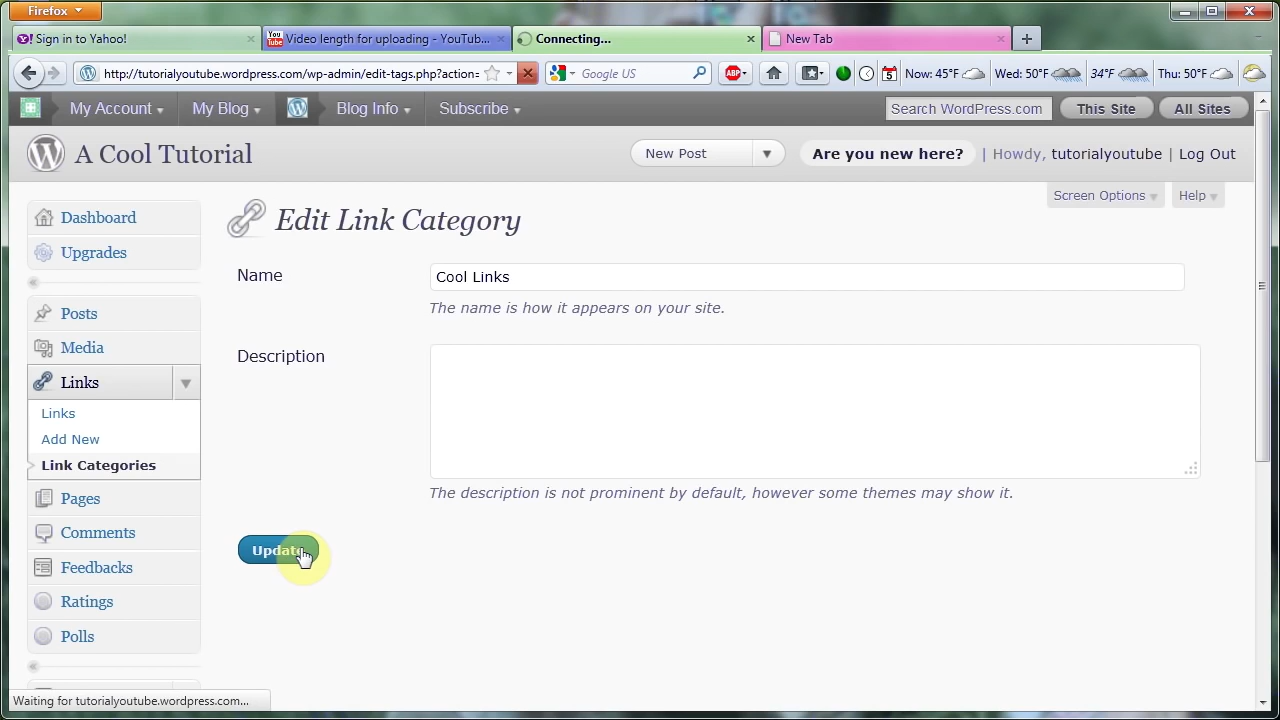 Firefox
Sign in to Yahoo!
You Tube
Video length for uploading - YouTub...
Connecting...
New Tab
http://tutorialyoutube.wordpress.com/wp-admin/edit-tags.php?action=
Google US
ABP
5
Now: 45°F
Wed: 50°F
34°F
Thu: 50°F
My Account
My Blog
Blog Info
Subscribe
Search WordPress.com
This Site
All Sites
A Cool Tutorial
New Post
Are you new here?
| Howdy, tutorialyoutube | Log Out
Screen Options
Help
Dashboard
Upgrades
Posts
Media
Links
Links
Add New
Link Categories
Pages
Comments
Feedbacks
Ratings
Polls
Edit Link Category
Name
Cool Links
The name is how it appears on your site.
Description
The description is not prominent by default, however some themes may show it.
Update
Waiting for tutorialyoutube.wordpress.com...